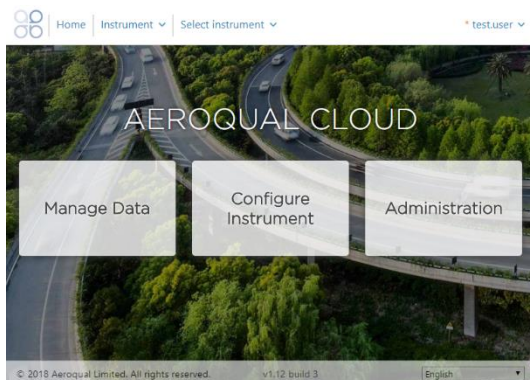 Home Instrument Select instrument * test.user
AEROQUAL CLOUD
Manage Data Configure Instrument Administration
© 2018 Aeroqual Limited. All rights reserved. v1.12 build 3 English